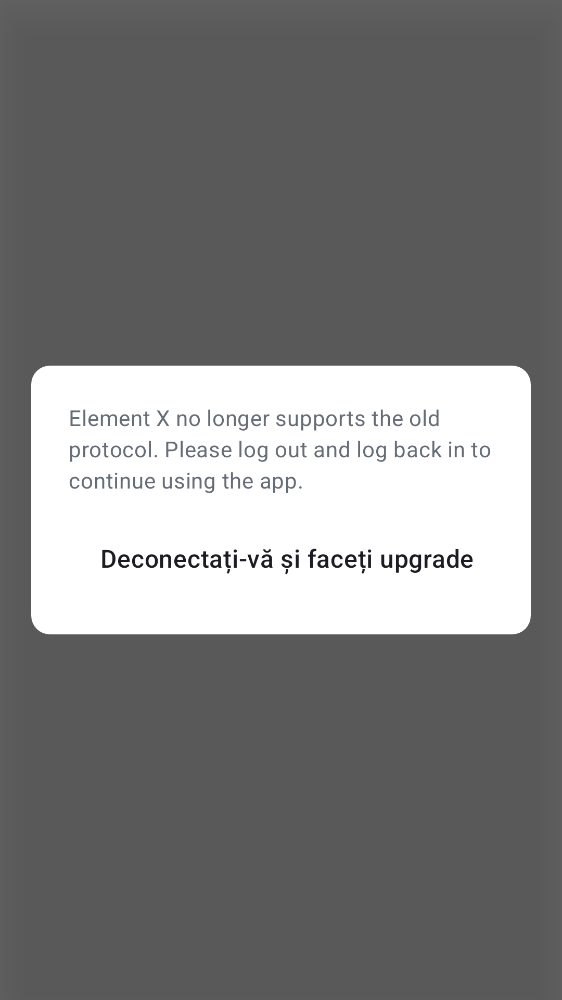 Element X no longer supports the old
protocol. Please log out and log back in to
continue using the app.
Deconectați-vă și faceți upgrade